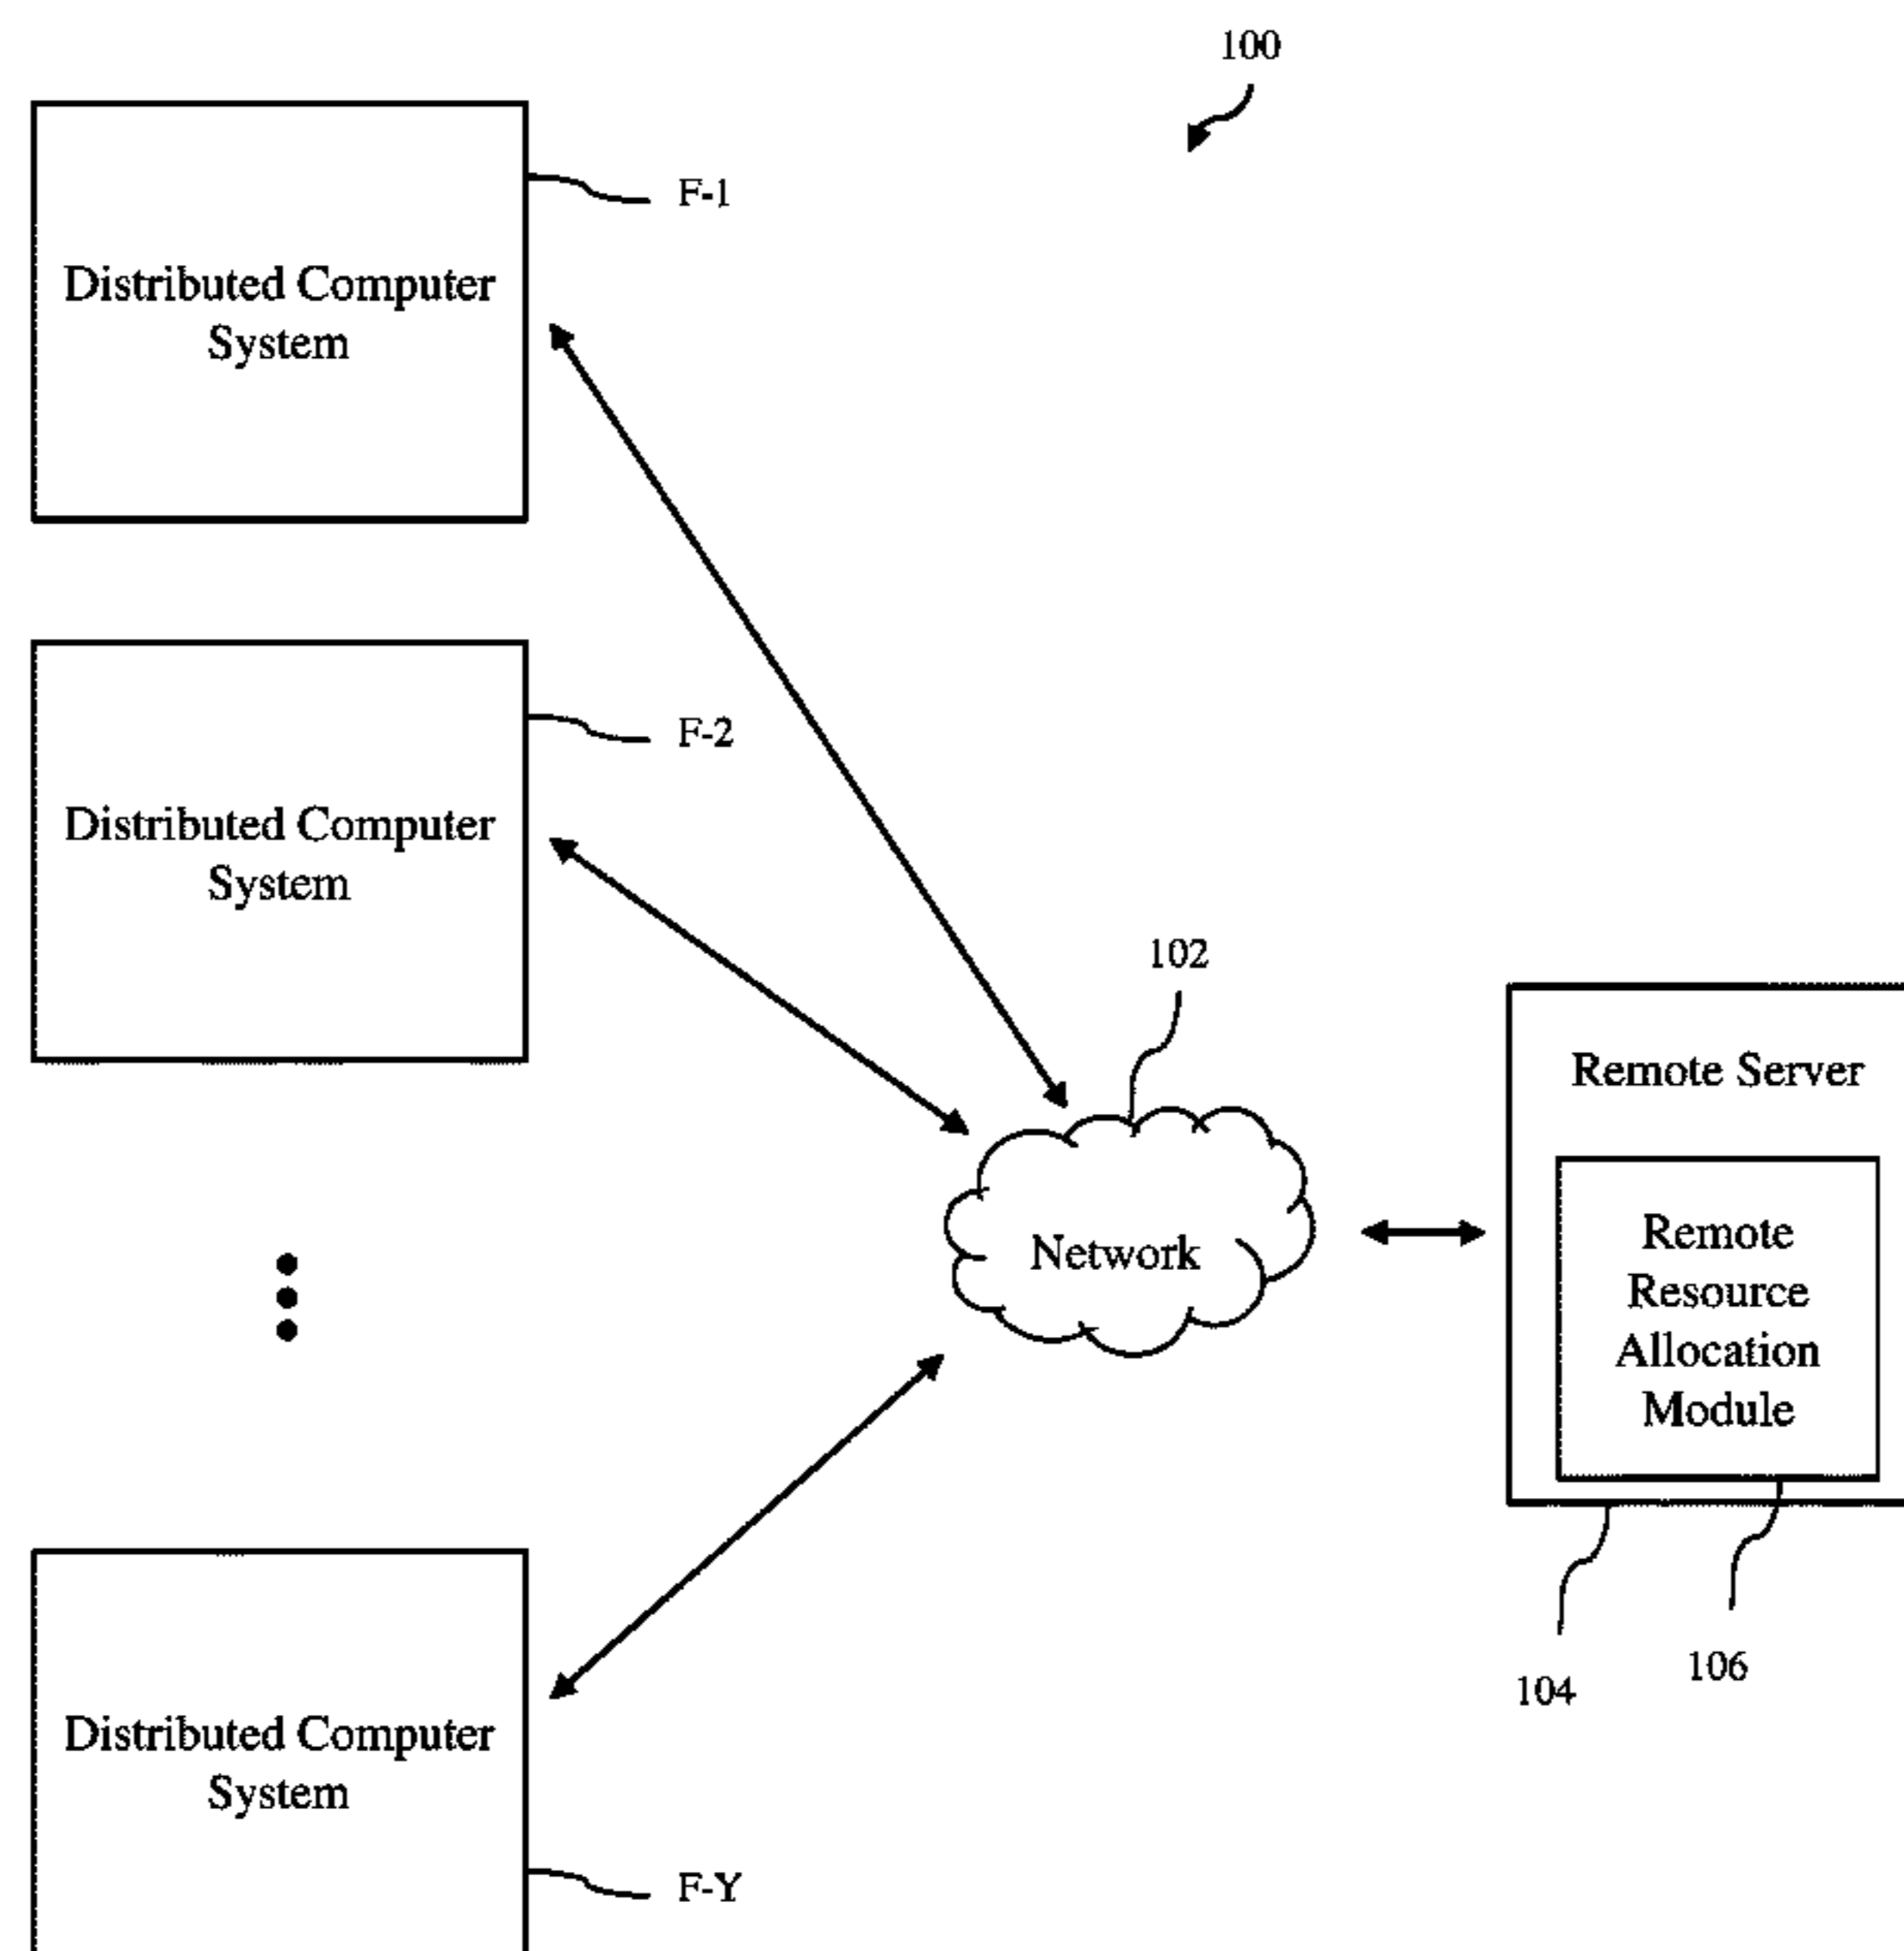 100
F-1
Distributed Computer
System
F-2
Distributed Computer
System
102
Remote Server
Network
Remote
Resource
Allocation
Module
104
106
Distributed Computer
System
F-Y